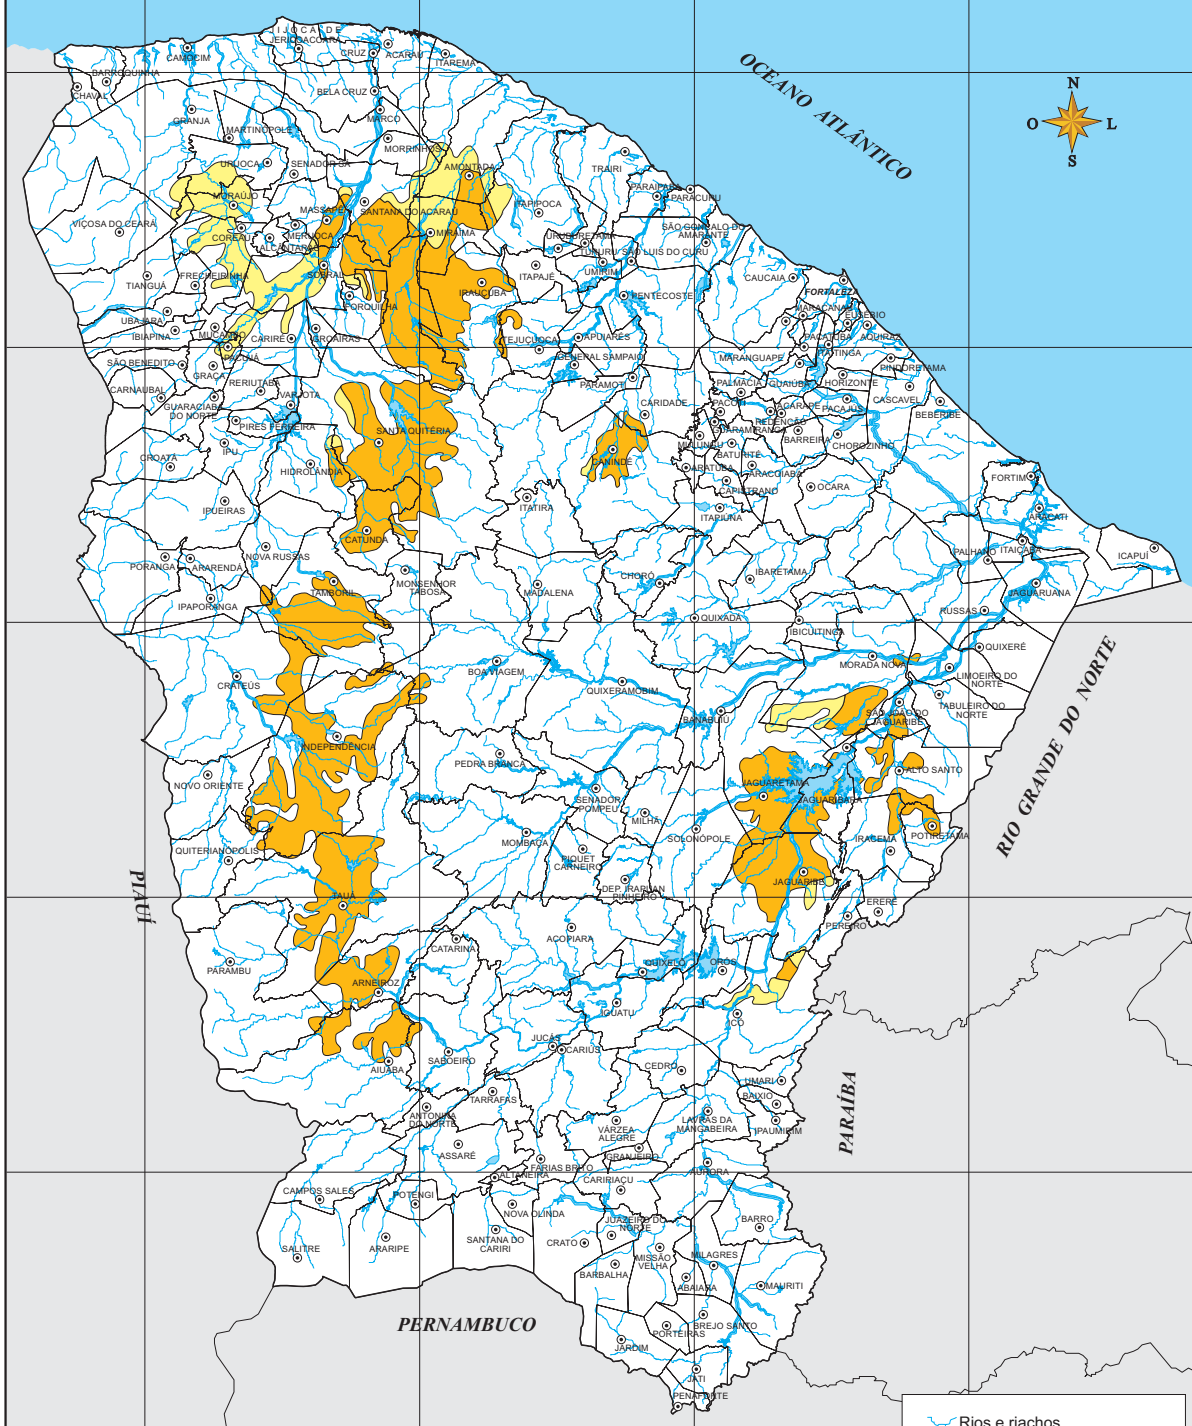 OCEANO ATLÂNTICO
N
O
L
S
JIJOCA DE
JERICOACOARA
CRUZ
ACARAÚ
ITAREMA
CAMOCIM
BARROQUINHA
CHAVAL
BELA CRUZ
GRANJA
MARCO
MARTINÓPOLE
MORRINHOS
URUOCA
SENADOR SÁ
AMONTADA
TRAIRI
MORAÚJO
PARAIPABA
PARACURU
MASSAPÊ
SANTANA DO ACARAÚ
ITAPIPOCA
VIÇOSA DO CEARÁ
COREAÚ
MERUOCA
ALCÂNTARAS
MIRAÍMA
URUBURETAMA
SÃO GONÇALO DO
AMARANTE
TURURU
SÃO LUIS DO CURU
FRECHEIRINHA
TIANGUÁ
SOBRAL
ITAPAJÉ
UMIRIM
CAUCAIA
IRAUÇUBA
PENTECOSTE
FORTALEZA
FORQUILHA
MARACANAÚ
EUSÉBIO
UBAJARA
IBIAPINA
MUCAMBO
CARIRÉ
GROAÍRAS
TEJUÇUOCA
APUIARÉS
PACATUBA
AQUIRAZ
ITAITINGA
SÃO BENEDITO
PACUJÁ
GENERAL SAMPAIO
MARANGUAPE
PINDORETAMA
GRAÇA
CARNAUBAL
RERIUTABA
VARJOTA
PARAMOTI
PALMÁCIA
GUAIÚBA
HORIZONTE
CASCAVEL
BEBERIBE
GUARACIABA
DO NORTE
CARIDADE
PACOTI
ACARAPE
PACAJUS
REDENÇÃO
PIRES FERREIRA
SANTA QUITÉRIA
GUARAMIRANGA
BARREIRA
CHOROZINHO
MULUNGU
IPU
CANINDÉ
BATURITÉ
CROATÁ
HIDROLÂNDIA
ARATUBA
ARACOIABA
FORTIM
CAPISTRANO
OCARA
IPUEIRAS
ITATIRA
ITAPIÚNA
ARACATI
CATUNDA
NOVA RUSSAS
PORANGA
ARARENDÁ
PALHANO
ITAIÇABA
ICAPUÍ
TAMBORIL
MONSENHOR
TABOSA
MADALENA
CHORÓ
IBARETAMA
JAGUARUANA
IPAPORANGA
RUSSAS
QUIXADÁ
IBICUITINGA
QUIXERÉ
CRATEÚS
BOA VIAGEM
MORADA NOVA
LIMOEIRO DO
NORTE
QUIXERAMOBIM
TABULEIRO DO
NORTE
BANABUIÚ
SÃO JOÃO DO
JAGUARIBE
INDEPENDÊNCIA
RIO GRANDE DO NORTE
PEDRA BRANCA
ALTO SANTO
NOVO ORIENTE
JAGUARETAMA
SENADOR
POMPEU
JAGUARIBARA
MILHÃ
MOMBAÇA
SOLONÓPOLE
IRACEMA
POTIRETAMA
QUITERIANÓPOLIS
PIQUET
CARNEIRO
PIAUÍ
JAGUARIBE
DEP. IRAPUAN
PINHEIRO
TAUÁ
ERERÊ
PEREIRO
ACOPIARA
CATARINA
PARAMBU
QUIXELÔ
ORÓS
ARNEIROZ
IGUATU
ICÓ
JUCÁS
CARIÚS
AIUABA
SABOEIRO
CEDRO
UMARI
PARAÍBA
TARRAFAS
BAIXIO
ANTONINA
DO NORTE
LAVRAS DA
MANGABEIRA
VÁRZEA
ALEGRE
IPAUMIRIM
ASSARÉ
GRANJEIRO
FARIAS BRITO
ALTANEIRA
AURORA
CARIRIAÇU
CAMPOS SALES
POTENGI
NOVA OLINDA
JUAZEIRO DO
NORTE
BARRO
SALITRE
ARARIPE
SANTANA DO
CARIRI
CRATO
MISSÃO
VELHA
MILAGRES
BARBALHA
ABAIARA
MAURITI
PERNAMBUCO
BREJO SANTO
PORTEIRAS
JARDIM
JATI
PENAFORTE
Rios e riachos